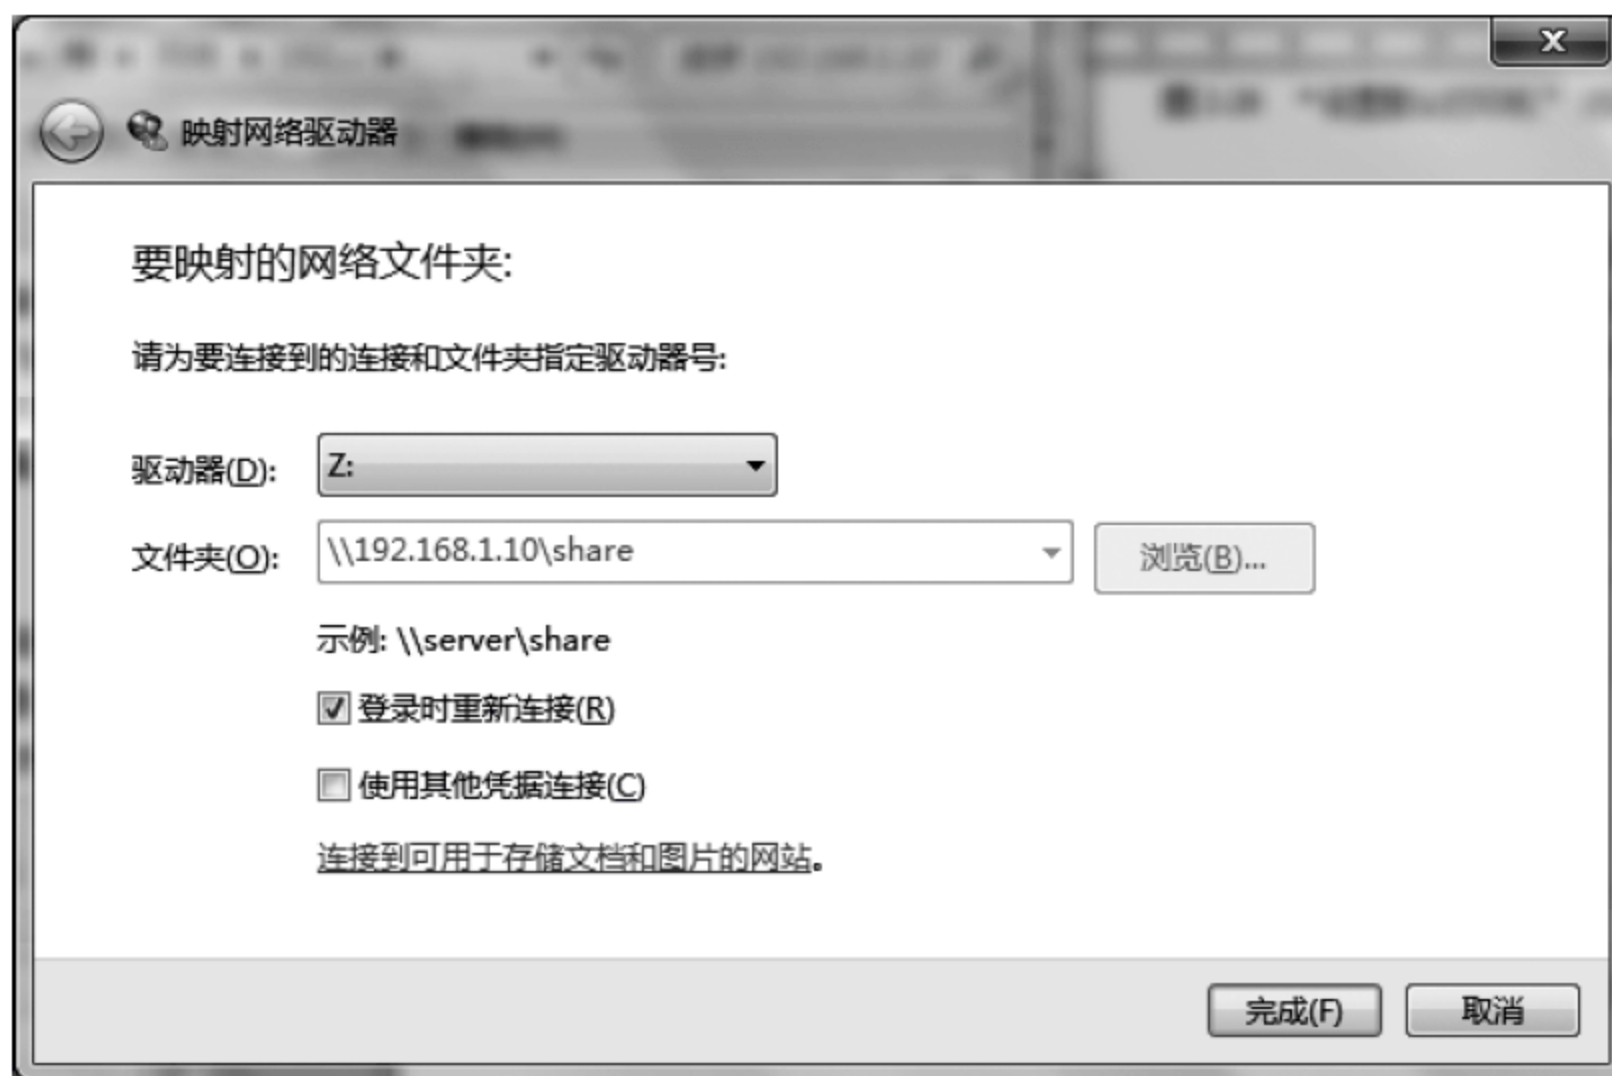 映射网络驱动器
要映射的网络文件夹:
请为要连接到的连接和文件夹指定驱动器号:
驱动器(D): Z:
文件夹(O): \\192.168.1.10\share 浏览(B)...
示例: \\server\share
登录时重新连接(R)
使用其他凭据连接(C)
连接到可用于存储文档和图片的网站。
完成(F) 取消